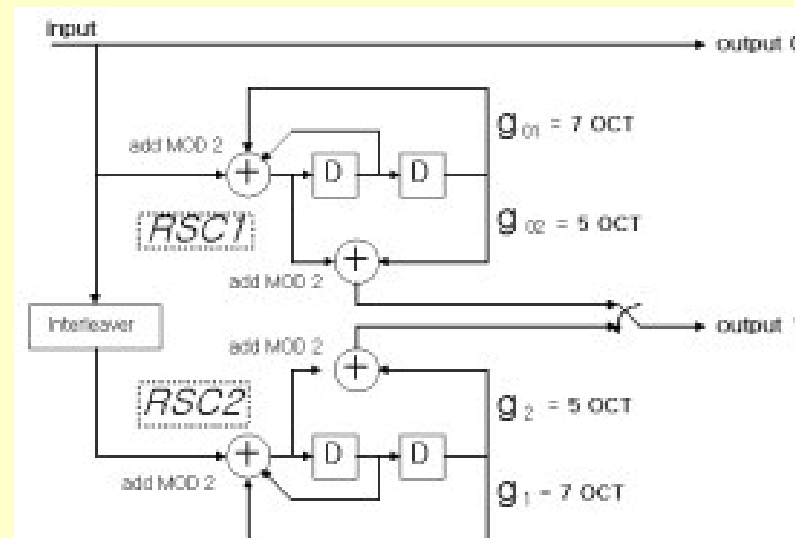 input
output
add MOD 2
D
D
g01 = 7 OCT
RSC1
g02 = 5 OCT
add MOD 2
Interleaver
add MOD 2
output
RSC2
g2 = 5 OCT
D
D
add MOD 2
g1 = 7 OCT